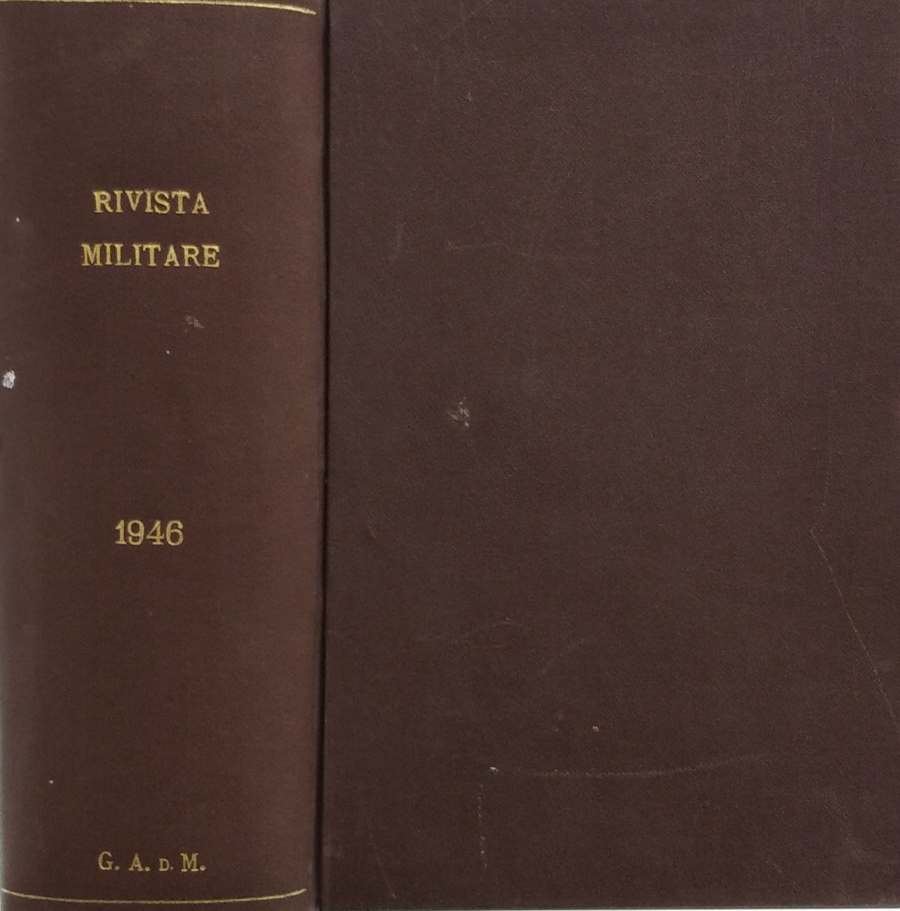 RIVISTA
MILITARE
1946
G. A. D. M.